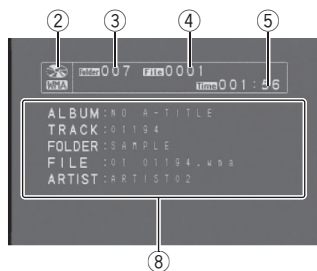 ② ③ ④ ⑤
WMA Folder 007 File 0001
Time 001:56
ALBUM:NO A-TITLE
TRACK:01194
FOLDER:SAMPLE
FILE :01 01194.wma
ARTIST:ARTIST02
⑧